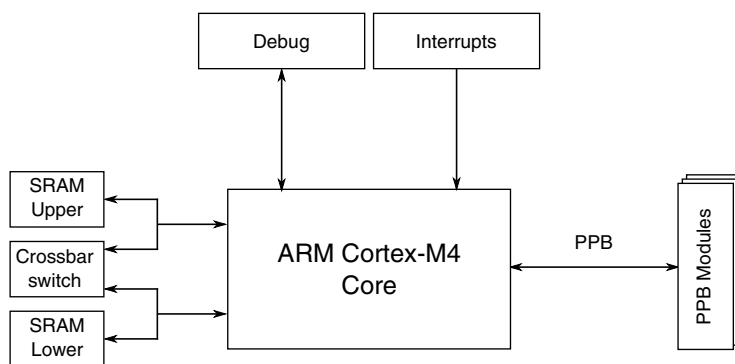 Debug
Interrupts
SRAM
Upper
Crossbar
switch
SRAM
Lower
ARM Cortex-M4
Core
PPB
PPB Modules